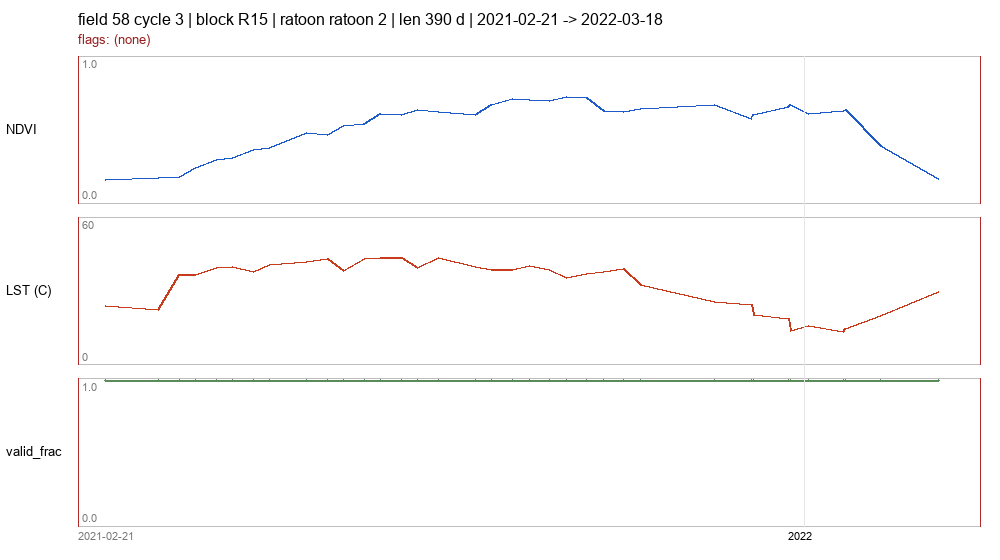 field 58 cycle 3 | block R15 | ratoon ratoon 2 | len 390 d | 2021-02-21 -> 2022-03-18
flags: (none)
1.0
NDVI
0.0
60
LST (C)
0
1.0
valid_frac
0.0
2021-02-21 2022